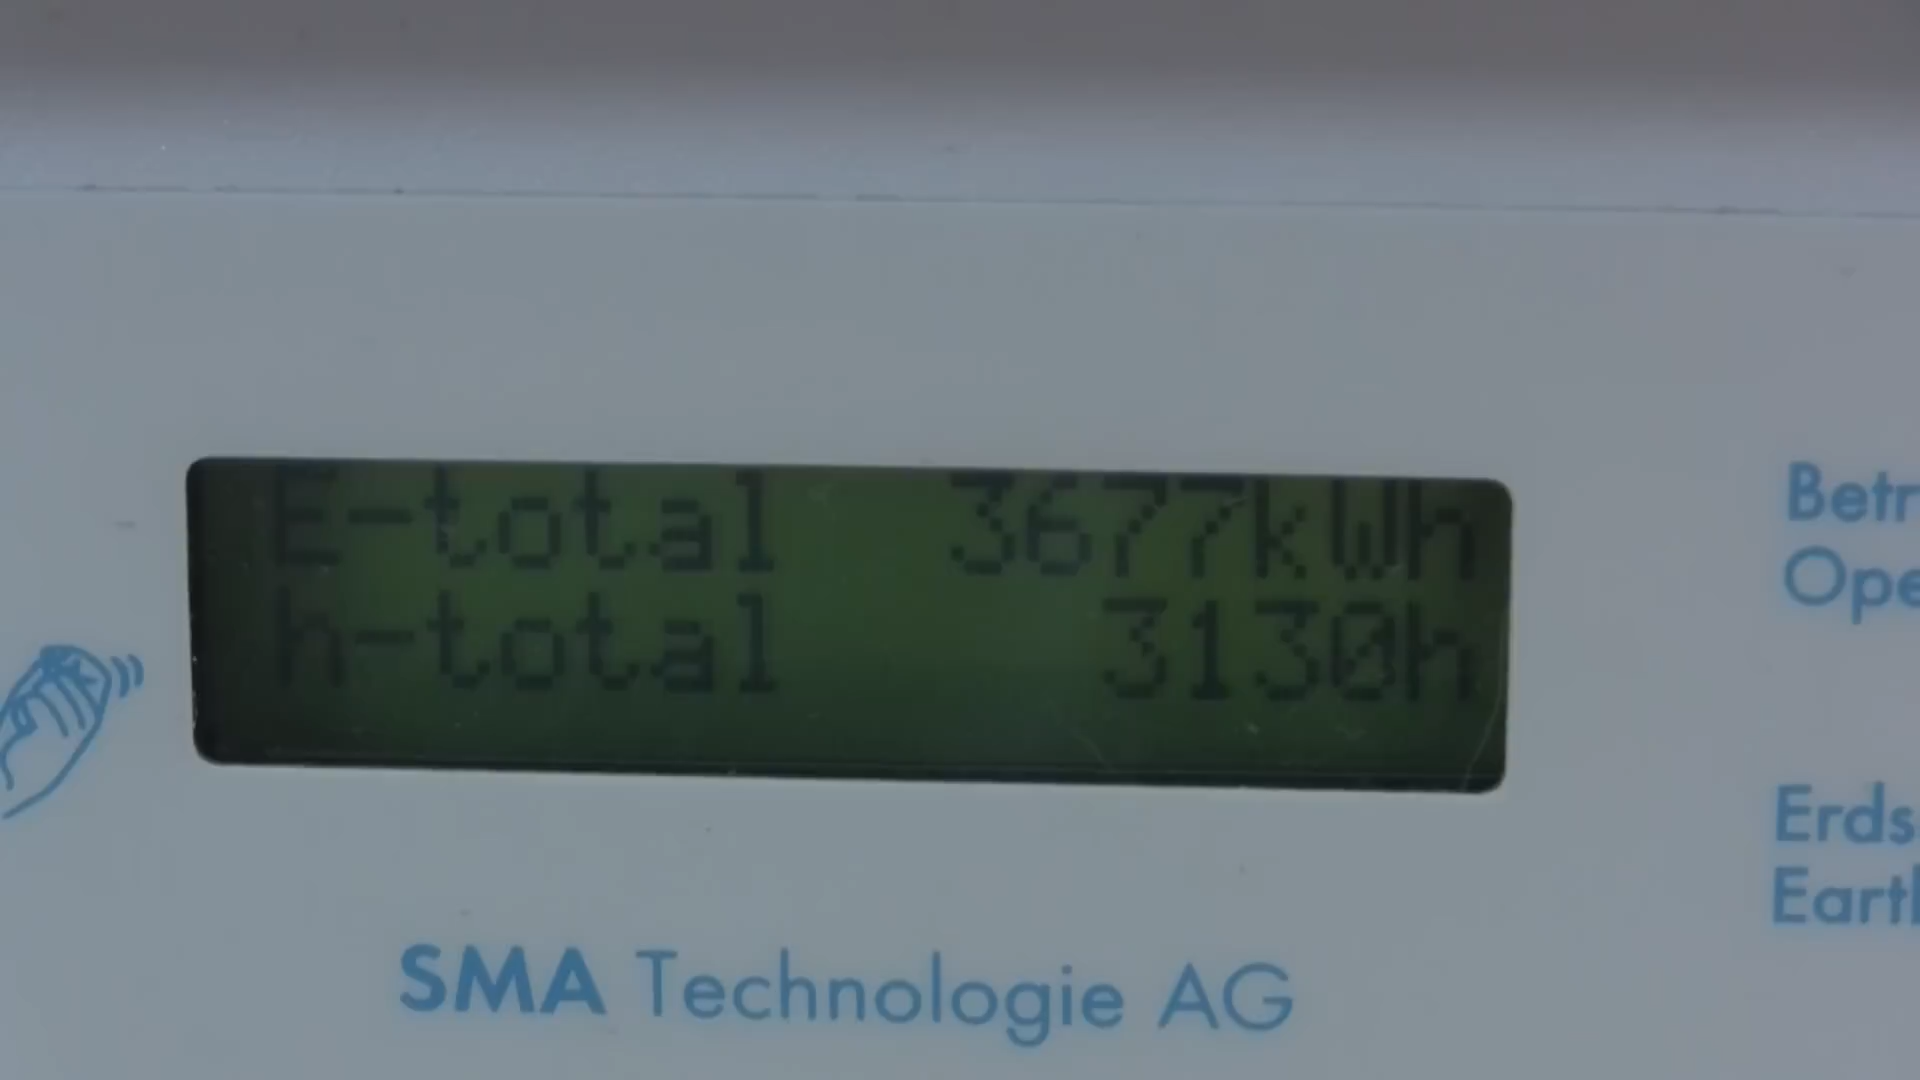 E-total 3677kWh
h-total 3130h
Betr
Ope
Erds
Eart
SMA Technologie AG